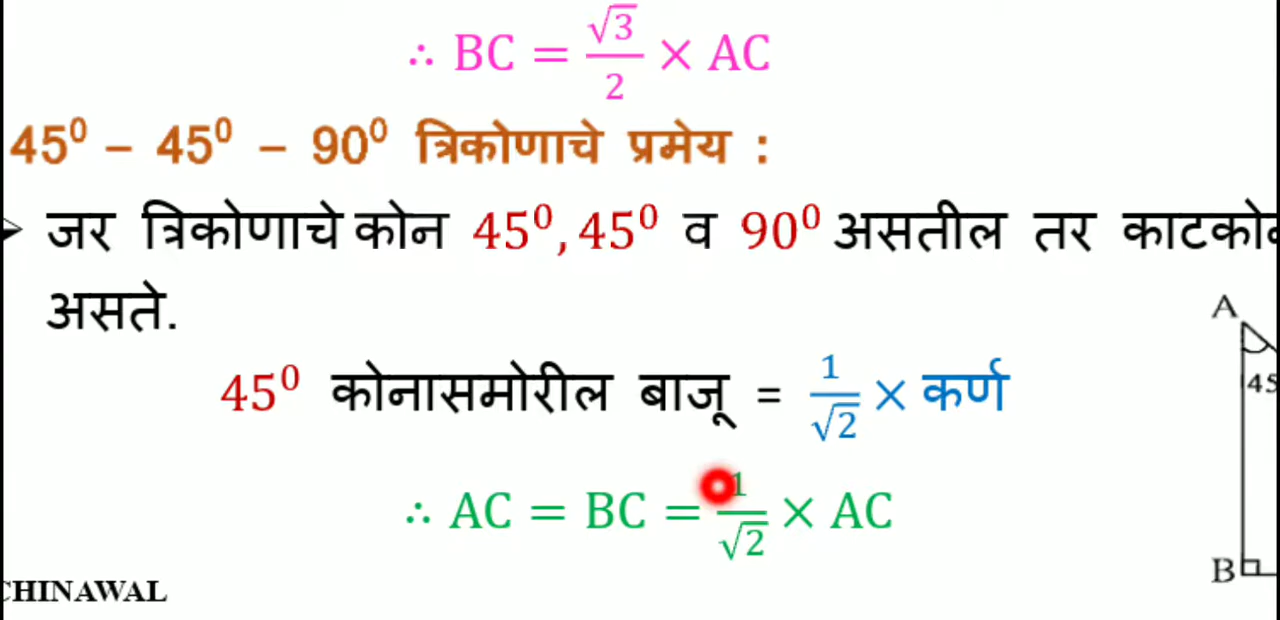 ∴ BC = √3/2 × AC
45⁰ – 45⁰ – 90⁰ त्रिकोणाचे प्रमेय :
➢ जर त्रिकोणाचे कोन 45⁰, 45⁰ व 90⁰ असतील तर
असते.
45⁰ कोनासमोरील बाजू = 1/√2 × कर्ण
∴ AC = BC = 1/√2 × AC
A
45
B
CHINAWAL